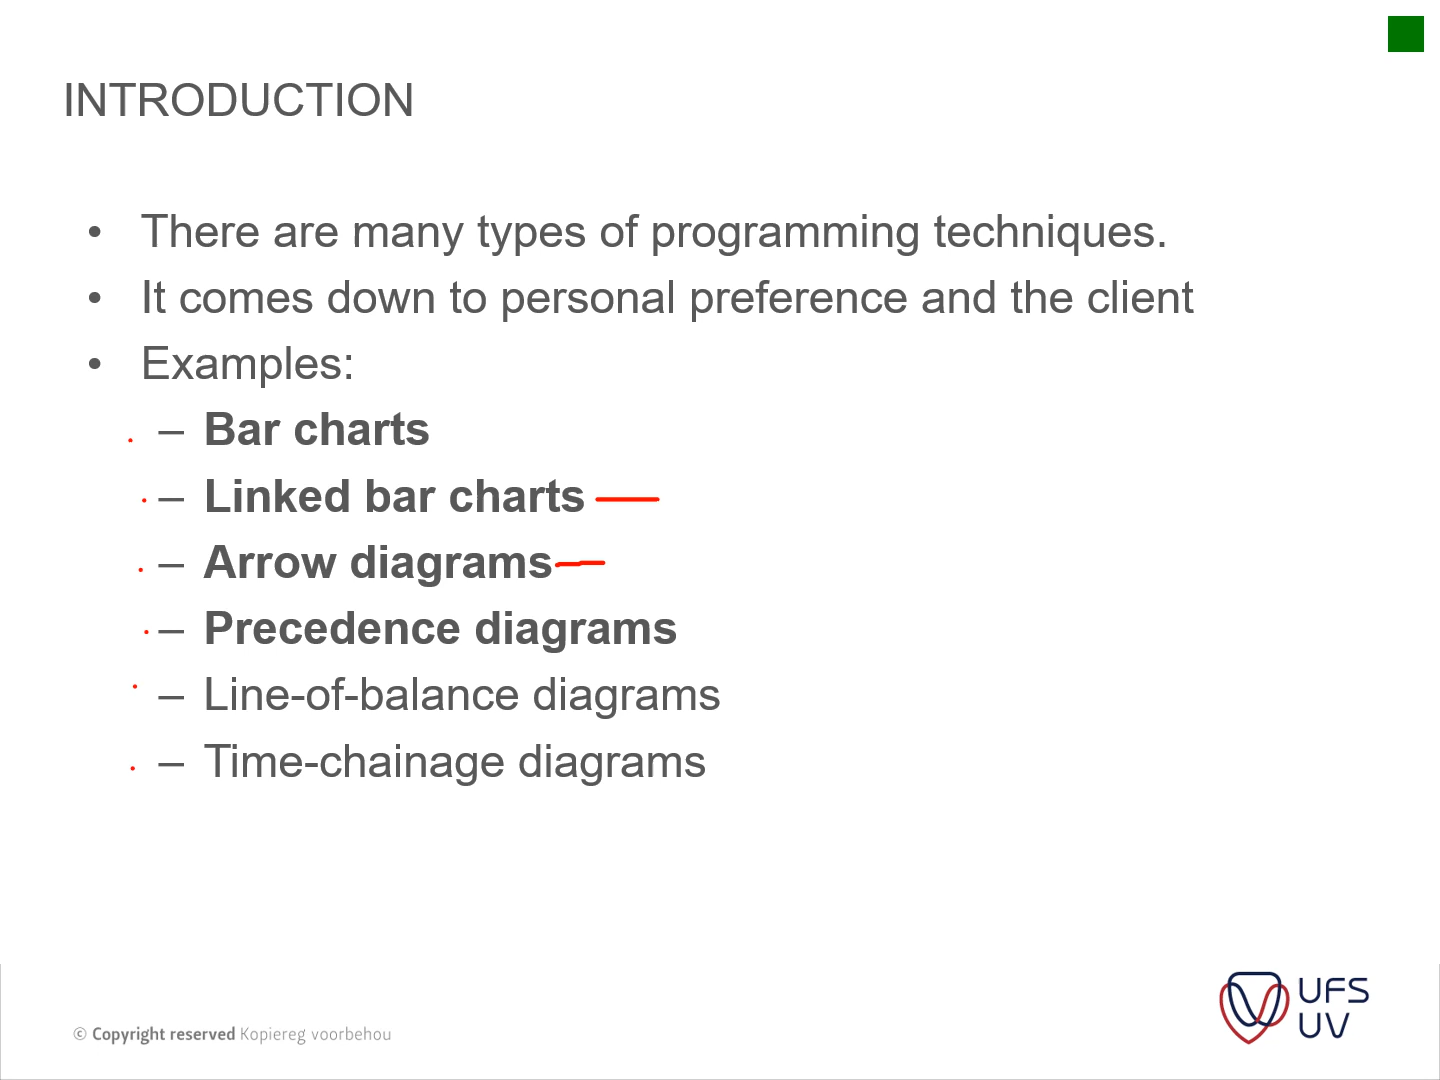 INTRODUCTION
• There are many types of programming techniques.
• It comes down to personal preference and the client
• Examples:
– Bar charts
– Linked bar charts
– Arrow diagrams
– Precedence diagrams
– Line-of-balance diagrams
– Time-chainage diagrams
© Copyright reserved Kopiereg voorbehou
UFS
UV